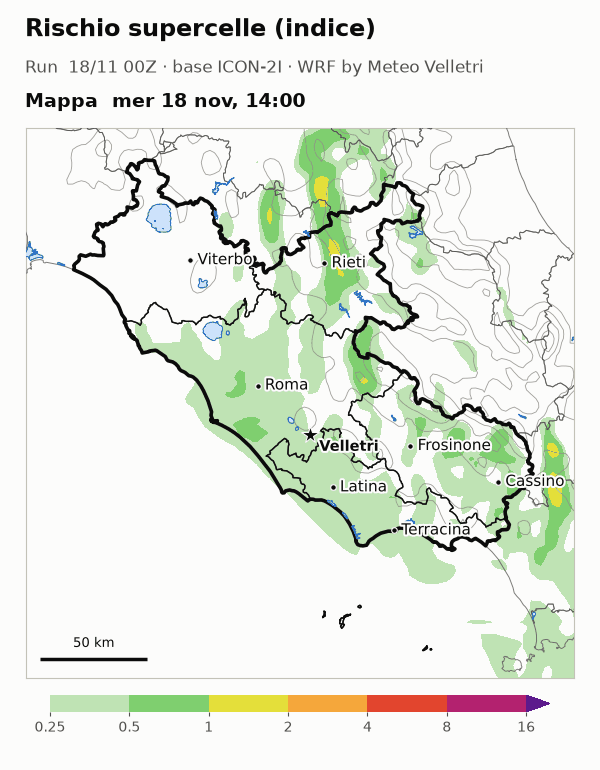 Rischio supercelle (indice)
Run  18/11 00Z · base ICON-2I · WRF by Meteo Velletri
Mappa  mer 18 nov, 14:00
Viterbo
Rieti
Roma
Velletri
Frosinone
Cassino
Latina
Terracina
50 km
0.25 0.5 1 2 4 8 16